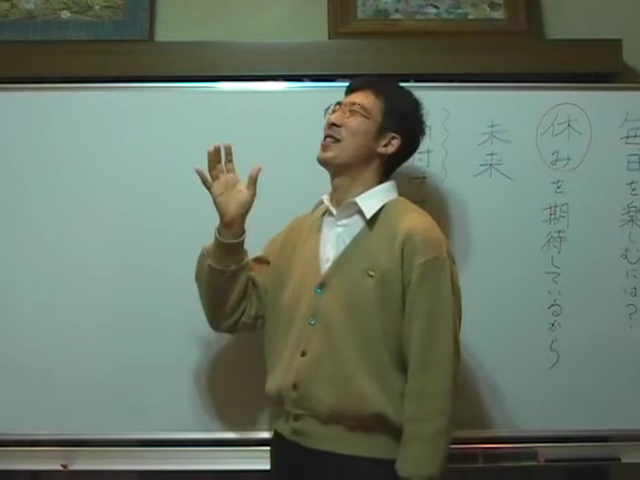 毎日を楽しむには?
休みを期待しているから
未来